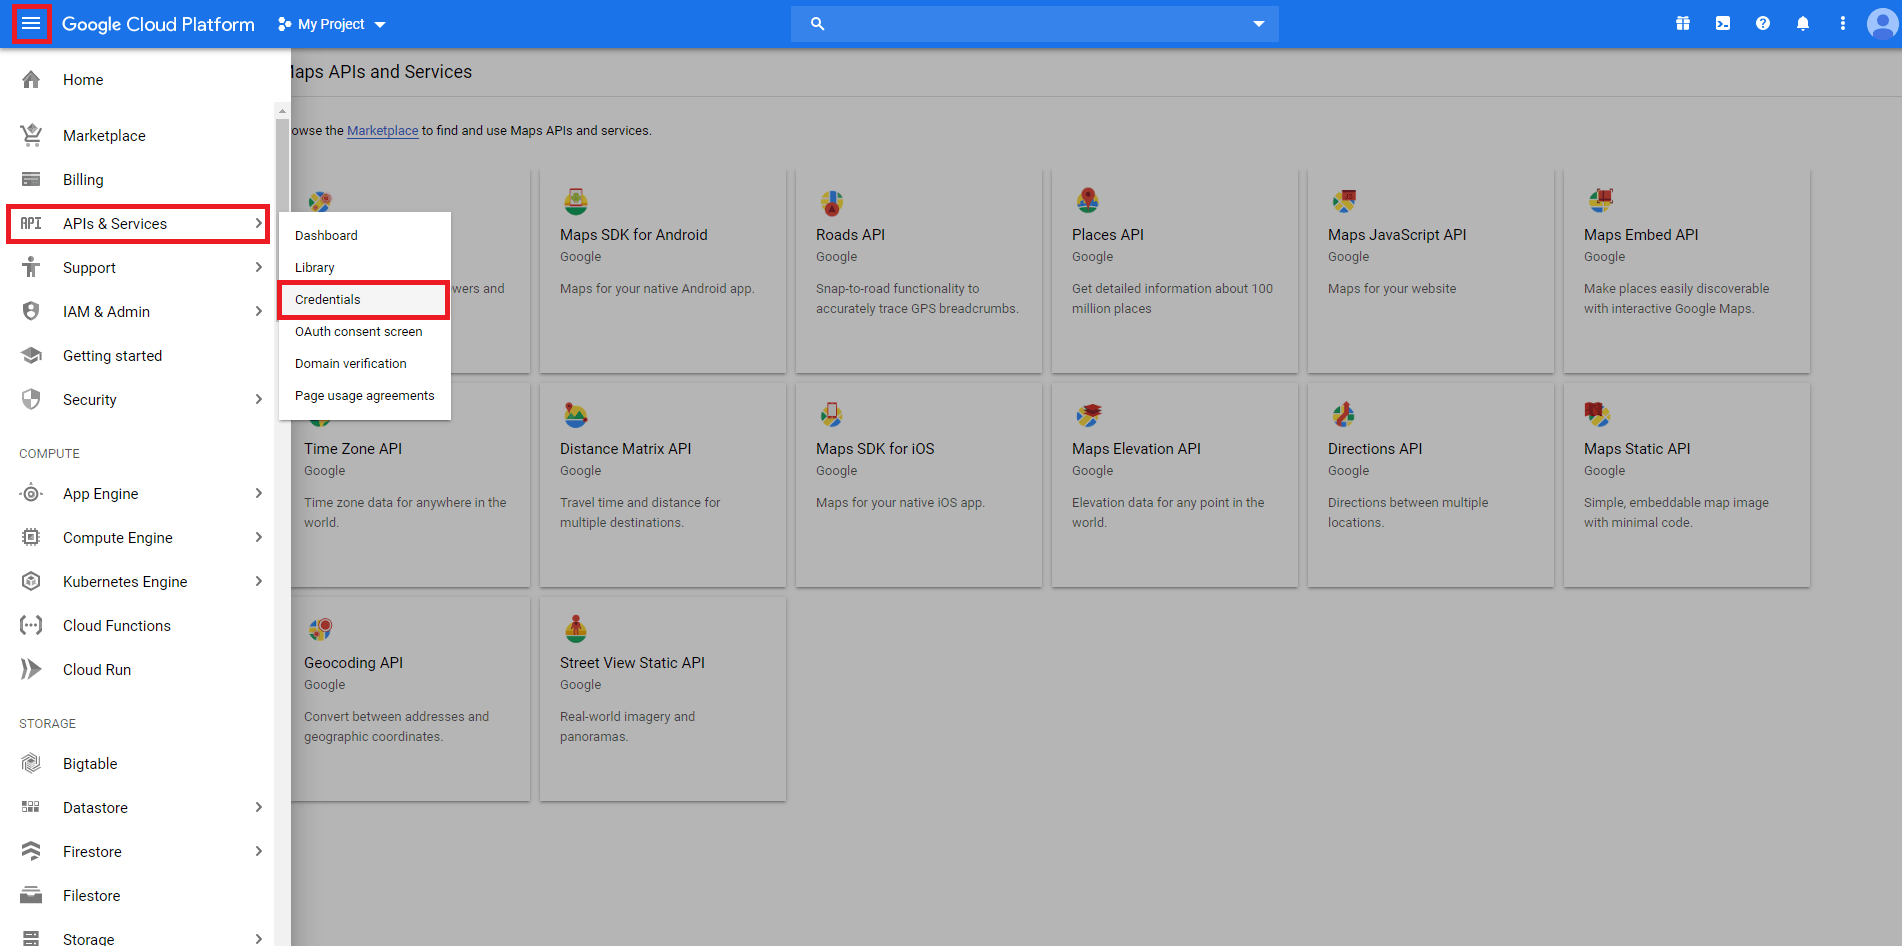 Google Cloud Platform
My Project
Home
Marketplace
Billing
API
APIs & Services
Support
IAM & Admin
Getting started
Security
COMPUTE
App Engine
Compute Engine
Kubernetes Engine
Cloud Functions
Cloud Run
STORAGE
Bigtable
Datastore
Firestore
Filestore
Storage
Dashboard
Library
Credentials
OAuth consent screen
Domain verification
Page usage agreements
APIs and Services
the Marketplace to find and use Maps APIs and services.
and
Maps SDK for Android
Google
Maps for your native Android app.
Roads API
Google
Snap-to-road functionality to
accurately trace GPS breadcrumbs.
Places API
Google
Get detailed information about 100
million places
Maps JavaScript API
Google
Maps for your website
Maps Embed API
Google
Make places easily discoverable
with interactive Google Maps.
Time Zone API
Google
Time zone data for anywhere in the
world.
Distance Matrix API
Google
Travel time and distance for
multiple destinations.
Maps SDK for iOS
Google
Maps for your native iOS app.
Maps Elevation API
Google
Elevation data for any point in the
world.
Directions API
Google
Directions between multiple
locations.
Maps Static API
Google
Simple, embeddable map image
with minimal code.
Geocoding API
Google
Convert between addresses and
geographic coordinates.
Street View Static API
Google
Real-world imagery and
panoramas.